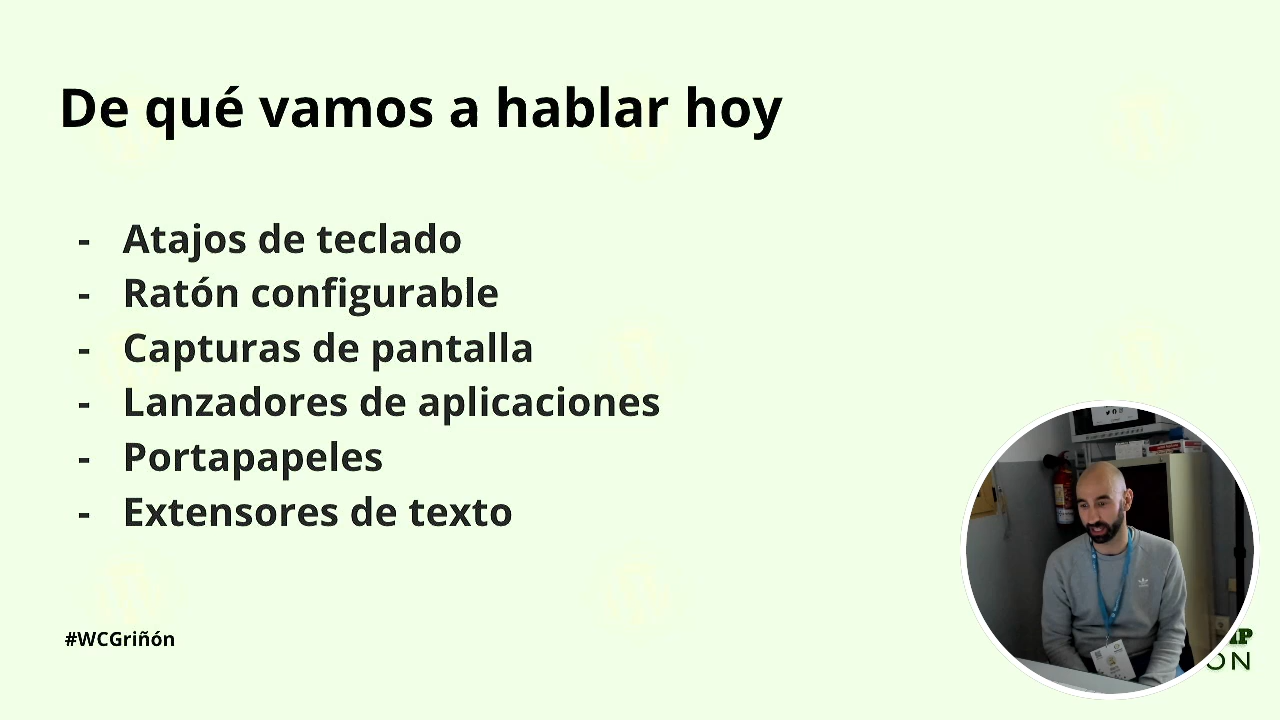 De qué vamos a hablar hoy
- Atajos de teclado
- Ratón configurable
- Capturas de pantalla
- Lanzadores de aplicaciones
- Portapapeles
- Extensores de texto
#WCGriñón